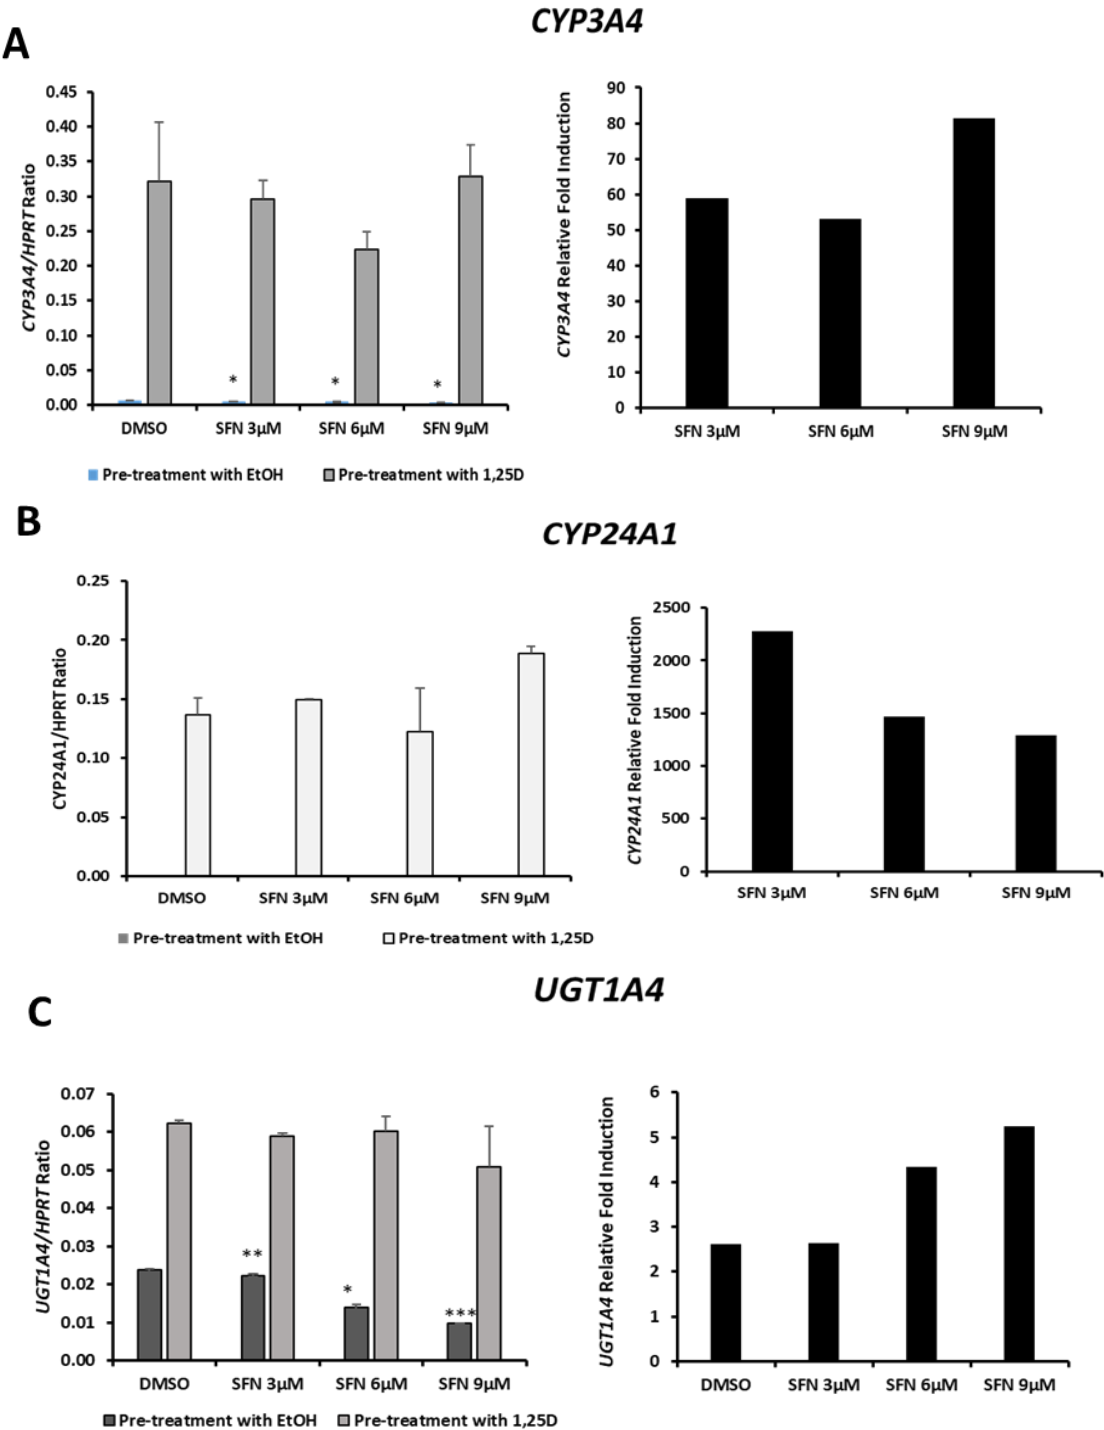 CYP3A4
A
0.45
0.40
0.35
0.30
0.25
0.20
0.15
0.10
0.05
0.00
CYP3A4/HPRT Ratio
*
*
*
DMSO SFN 3µM SFN 6µM SFN 9µM
Pre-treatment with EtOH Pre-treatment with 1,25D
90
80
70
60
50
40
30
20
10
0
CYP3A4 Relative Fold Induction
SFN 3µM SFN 6µM SFN 9µM
B
CYP24A1
0.25
0.20
0.15
0.10
0.05
0.00
CYP24A1/HPRT Ratio
DMSO SFN 3µM SFN 6µM SFN 9µM
Pre-treatment with EtOH Pre-treatment with 1,25D
2500
2000
1500
1000
500
0
CYP24A1 Relative Fold Induction
SFN 3µM SFN 6µM SFN 9µM
UGT1A4
C
0.07
0.06
0.05
0.04
0.03
0.02
0.01
0.00
UGT1A4/HPRT Ratio
**
*
***
DMSO SFN 3µM SFN 6µM SFN 9µM
Pre-treatment with EtOH Pre-treatment with 1,25D
6
5
4
3
2
1
0
UGT1A4 Relative Fold Induction
DMSO SFN 3µM SFN 6µM SFN 9µM